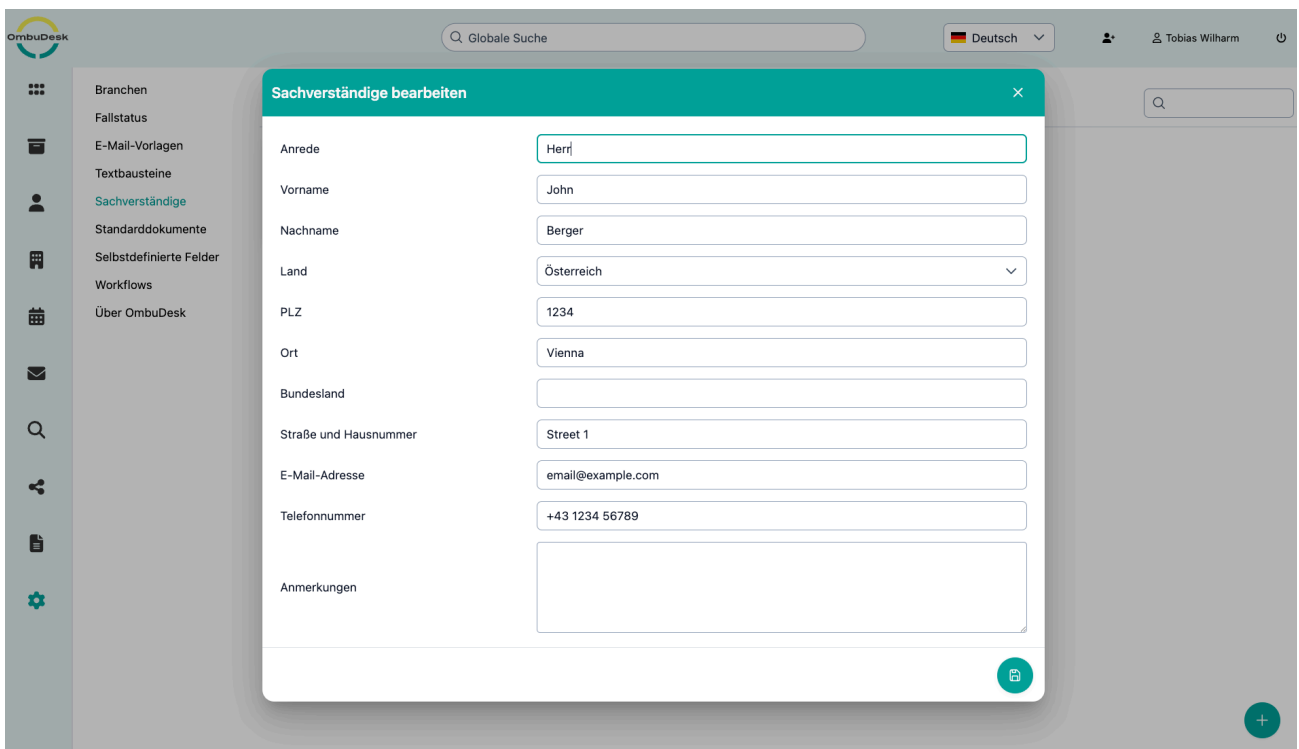 OmbuDesk
Globale Suche
Deutsch
Tobias Wilharm
Branchen
Fallstatus
E-Mail-Vorlagen
Textbausteine
Sachverständige
Standarddokumente
Selbstdefinierte Felder
Workflows
Über OmbuDesk
Sachverständige bearbeiten
Anrede Herr
Vorname John
Nachname Berger
Land Österreich
PLZ 1234
Ort Vienna
Bundesland
Straße und Hausnummer Street 1
E-Mail-Adresse email@example.com
Telefonnummer +43 1234 56789
Anmerkungen